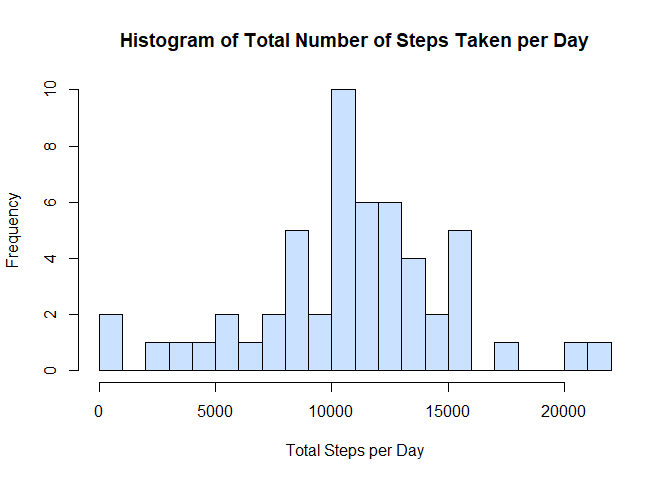 Histogram of Total Number of Steps Taken per Day
Frequency
10
8
6
4
2
0
0 5000 10000 15000 20000
Total Steps per Day